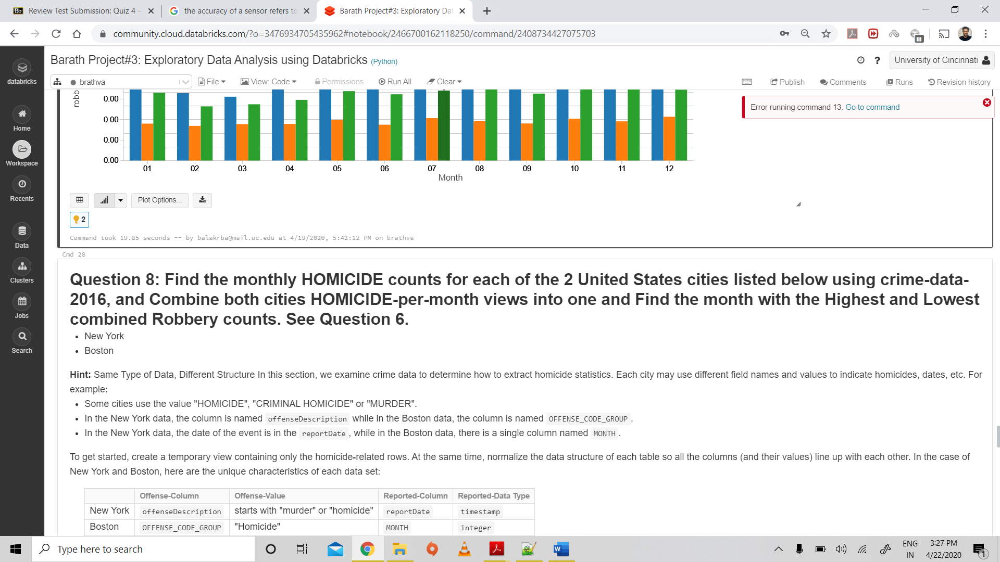 Review Test Submission: Quiz 4 –
the accuracy of a sensor refers to
Barath Project#3: Exploratory Dat
community.cloud.databricks.com/?o=3476934705435962#notebook/2466700162118250/command/2408734427075703
Barath Project#3: Exploratory Data Analysis using Databricks (Python)
? University of Cincinnati
brathva File View: Code Permissions Run All Clear Publish Comments Runs Revision history
databricks
Home
Workspace
Recents
Data
Clusters
Jobs
Search
robb
0.00
0.00
0.00
0.00
01 02 03 04 05 06 07 08 09 10 11 12
Month
Error running command 13. Go to command
Plot Options...
2
Command took 19.85 seconds -- by balakrba@mail.uc.edu at 4/19/2020, 5:42:12 PM on brathva
Cmd 28
Question 8: Find the monthly HOMICIDE counts for each of the 2 United States cities listed below using crime-data-
2016, and Combine both cities HOMICIDE-per-month views into one and Find the month with the Highest and Lowest
combined Robbery counts. See Question 6.
• New York
• Boston
Hint: Same Type of Data, Different Structure In this section, we examine crime data to determine how to extract homicide statistics. Each city may use different field names and values to indicate homicides, dates, etc. For
example:
• Some cities use the value "HOMICIDE", "CRIMINAL HOMICIDE" or "MURDER".
• In the New York data, the column is named offenseDescription while in the Boston data, the column is named OFFENSE_CODE_GROUP .
• In the New York data, the date of the event is in the reportDate , while in the Boston data, there is a single column named MONTH .
To get started, create a temporary view containing only the homicide-related rows. At the same time, normalize the data structure of each table so all the columns (and their values) line up with each other. In the case of
New York and Boston, here are the unique characteristics of each data set:
Offense-Column Offense-Value Reported-Column Reported-Data Type
New York offenseDescription starts with "murder" or "homicide" reportDate timestamp
Boston OFFENSE_CODE_GROUP "Homicide" MONTH integer
Type here to search
ENG
IN
3:27 PM
4/22/2020
1